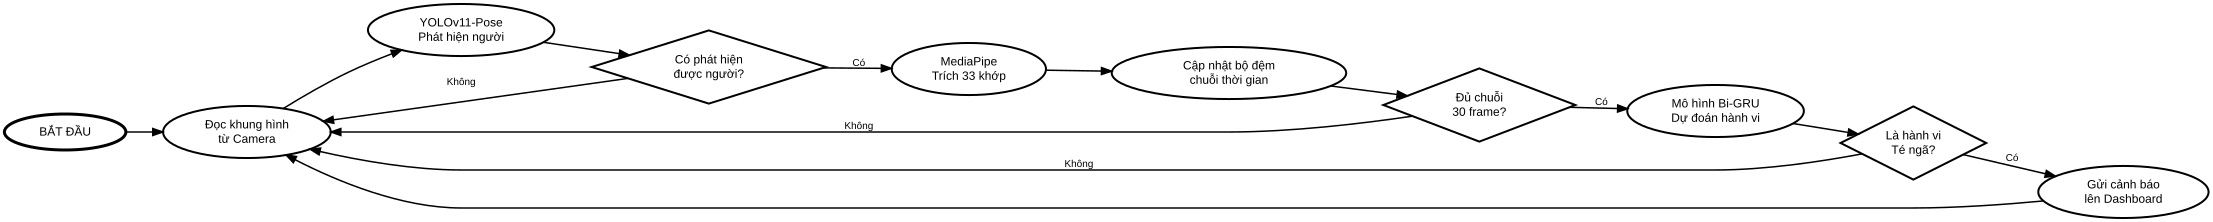 BẮT ĐẦU
Đọc khung hình
từ Camera
YOLOv11-Pose
Phát hiện người
Có phát hiện
được người?
Không
Có
MediaPipe
Trích 33 khớp
Cập nhật bộ đệm
chuỗi thời gian
Đủ chuỗi
30 frame?
Không
Có
Mô hình Bi-GRU
Dự đoán hành vi
Là hành vi
Té ngã?
Không
Có
Gửi cảnh báo
lên Dashboard